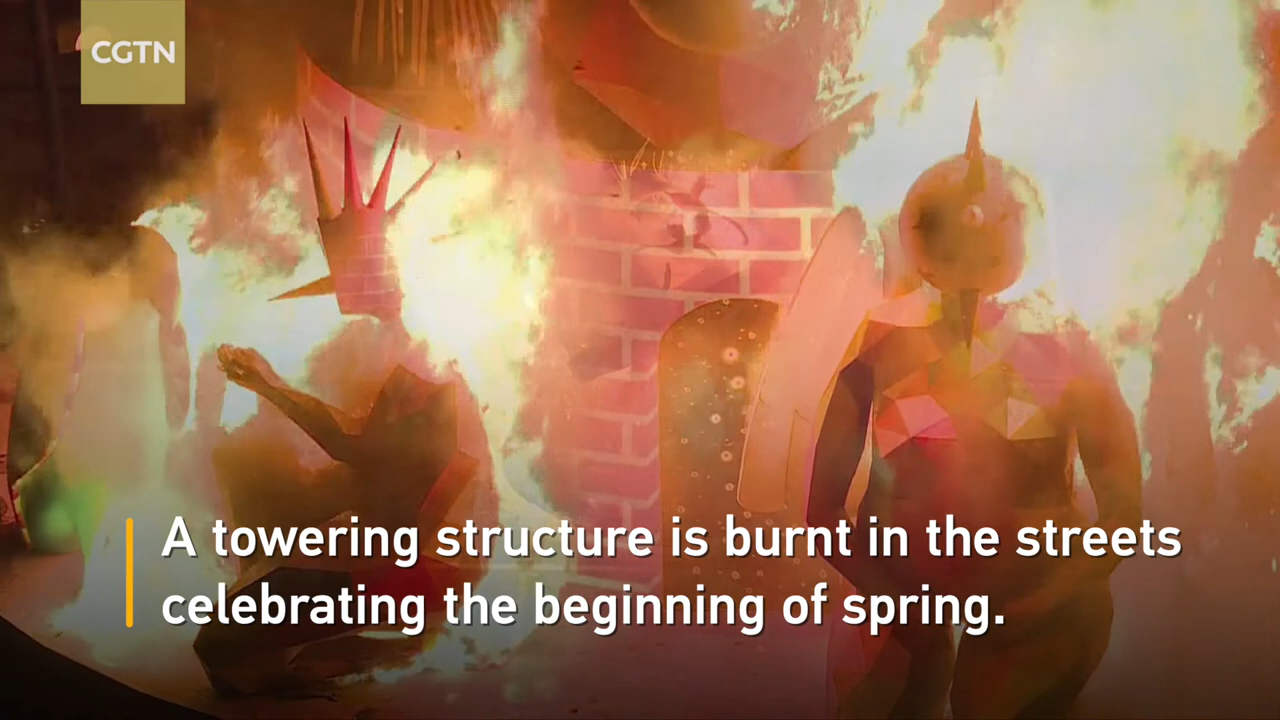 CGTN
A towering structure is burnt in the streets
celebrating the beginning of spring.